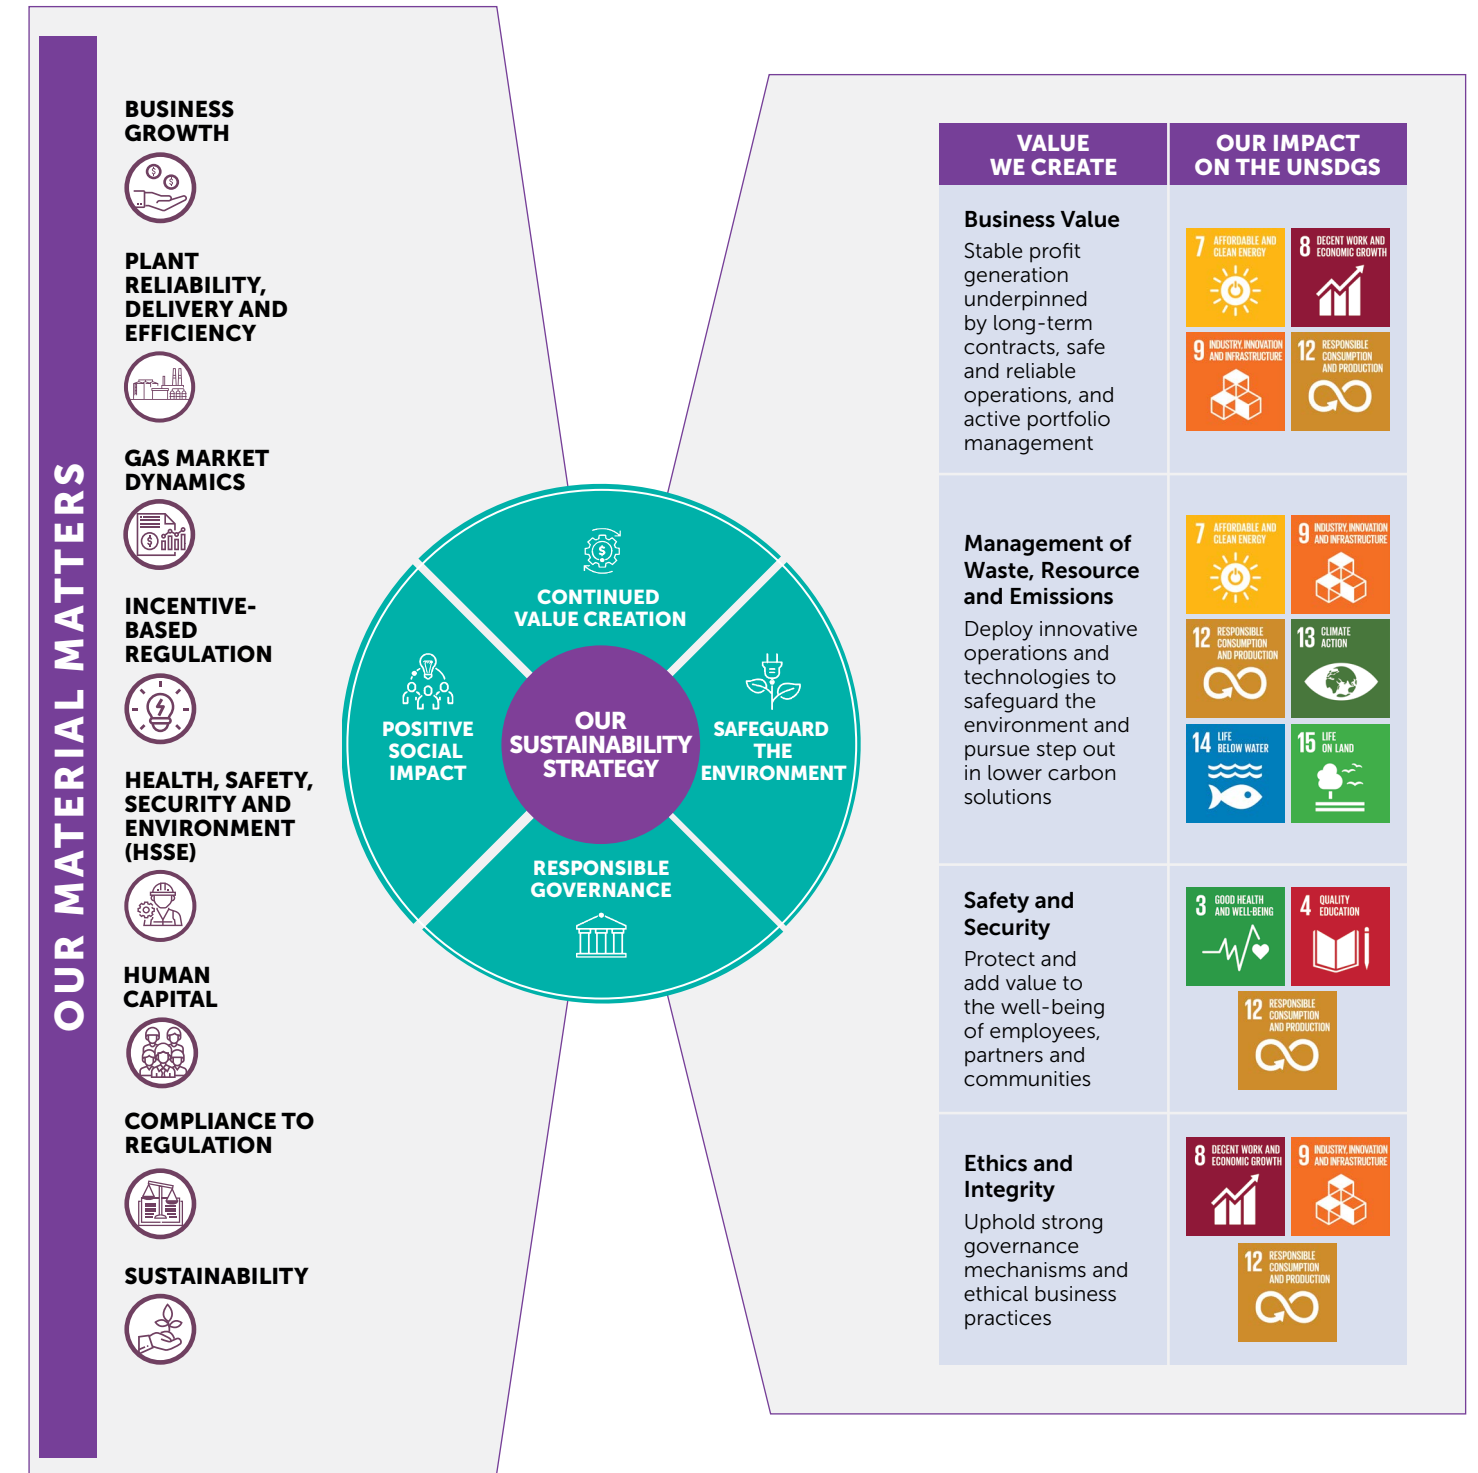 OUR MATERIAL MATTERS
BUSINESS
GROWTH
PLANT
RELIABILITY,
DELIVERY AND
EFFICIENCY
GAS MARKET
DYNAMICS
INCENTIVE-
BASED
REGULATION
HEALTH, SAFETY,
SECURITY AND
ENVIRONMENT
(HSSE)
HUMAN
CAPITAL
COMPLIANCE TO
REGULATION
SUSTAINABILITY
CONTINUED
VALUE CREATION
POSITIVE
SOCIAL
IMPACT
OUR
SUSTAINABILITY
STRATEGY
SAFEGUARD
THE
ENVIRONMENT
RESPONSIBLE
GOVERNANCE
VALUE
WE CREATE
OUR IMPACT
ON THE UNSDGS
Business Value
Stable profit
generation
underpinned
by long-term
contracts, safe
and reliable
operations, and
active portfolio
management
7 AFFORDABLE AND
CLEAN ENERGY
8 DECENT WORK AND
ECONOMIC GROWTH
9 INDUSTRY, INNOVATION
AND INFRASTRUCTURE
12 RESPONSIBLE
CONSUMPTION
AND PRODUCTION
Management of
Waste, Resource
and Emissions
Deploy innovative
operations and
technologies to
safeguard the
environment and
pursue step out
in lower carbon
solutions
7 AFFORDABLE AND
CLEAN ENERGY
9 INDUSTRY, INNOVATION
AND INFRASTRUCTURE
12 RESPONSIBLE
CONSUMPTION
AND PRODUCTION
13 CLIMATE
ACTION
14 LIFE
BELOW WATER
15 LIFE
ON LAND
Safety and
Security
Protect and
add value to
the well-being
of employees,
partners and
communities
3 GOOD HEALTH
AND WELL-BEING
4 QUALITY
EDUCATION
12 RESPONSIBLE
CONSUMPTION
AND PRODUCTION
Ethics and
Integrity
Uphold strong
governance
mechanisms and
ethical business
practices
8 DECENT WORK AND
ECONOMIC GROWTH
9 INDUSTRY, INNOVATION
AND INFRASTRUCTURE
12 RESPONSIBLE
CONSUMPTION
AND PRODUCTION